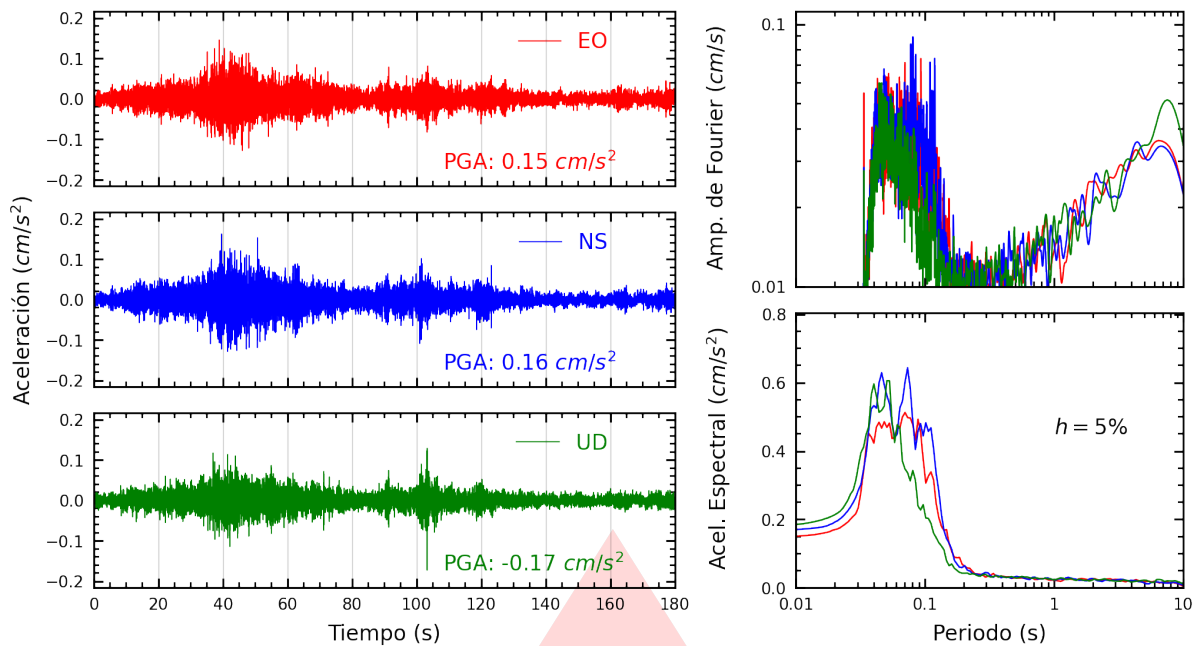 Aceleración (cm/s²)
0.2
0.1
0.0
−0.1
−0.2
EO
PGA: 0.15 cm/s²
0.2
0.1
0.0
−0.1
−0.2
NS
PGA: 0.16 cm/s²
0.2
0.1
0.0
−0.1
−0.2
UD
PGA: -0.17 cm/s²
0 20 40 60 80 100 120 140 160 180
Tiempo (s)
Amp. de Fourier (cm/s)
0.1
0.01
Acel. Espectral (cm/s²)
0.8
0.6
0.4
0.2
0.0
h = 5%
0.01 0.1 1 10
Periodo (s)